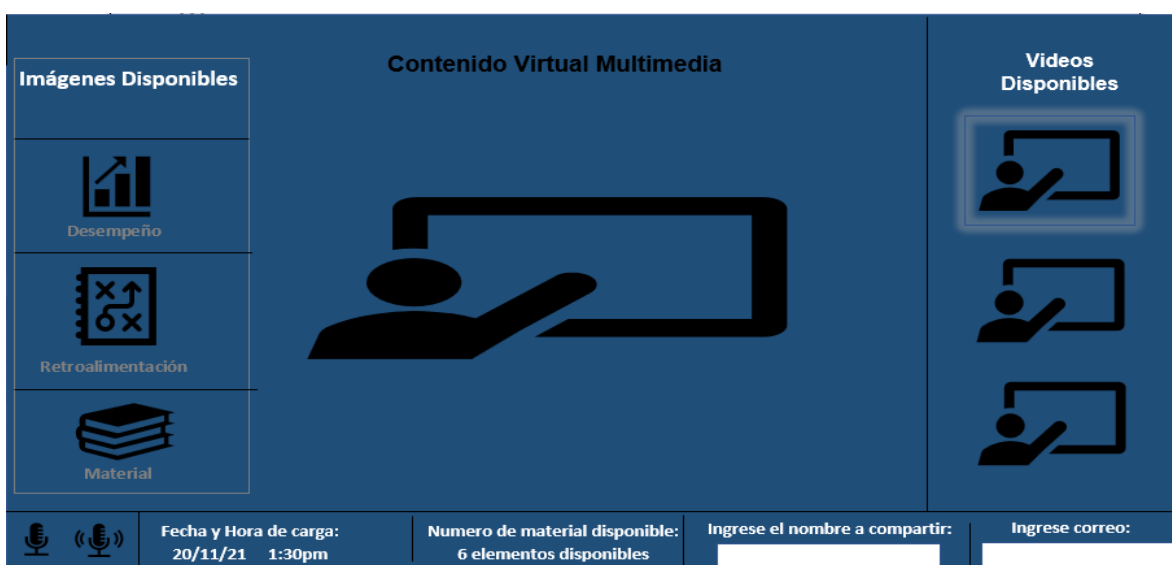 Contenido Virtual Multimedia
Imágenes Disponibles
Desempeño
Retroalimentación
Material
Videos
Disponibles
Fecha y Hora de carga:
20/11/21 1:30pm
Numero de material disponible:
6 elementos disponibles
Ingrese el nombre a compartir:
Ingrese correo: